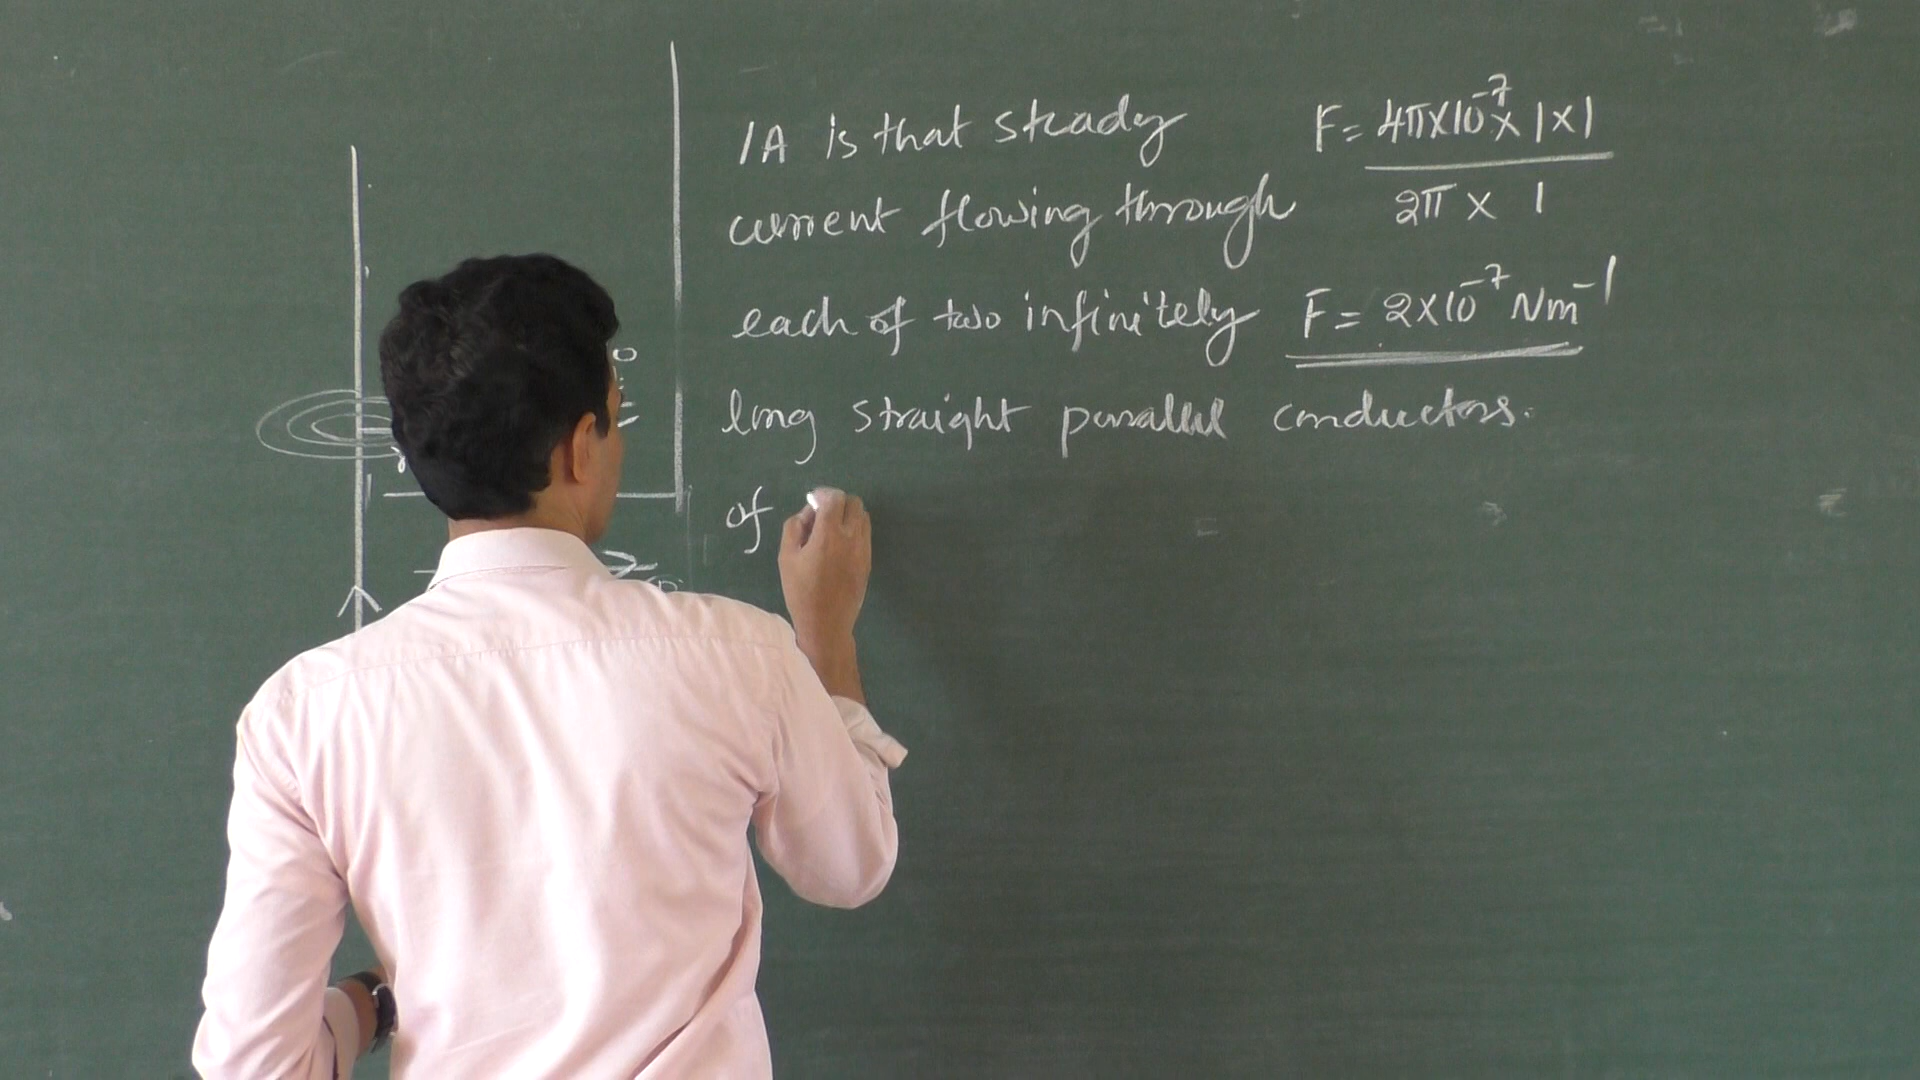 1A is that steady
current flowing through
each of two infinitely
long straight parallel conductors.
of
F = 4π×10⁻⁷×1×1
2π × 1
F = 2×10⁻⁷ Nm⁻¹